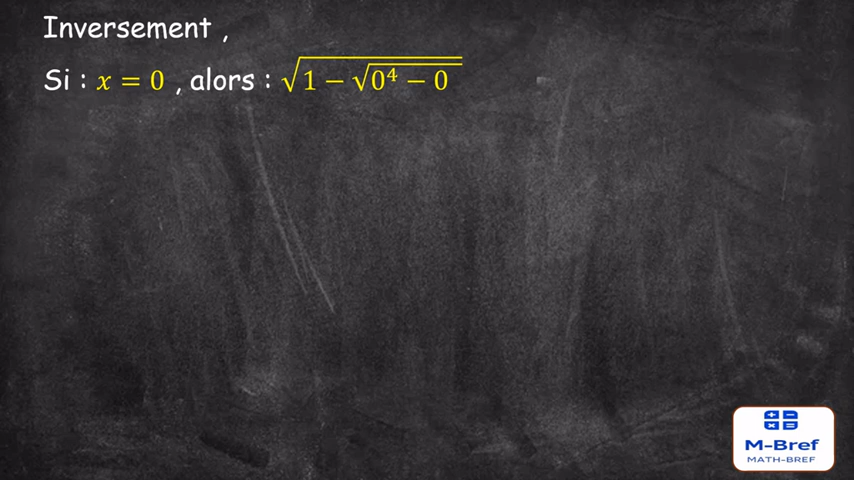 Inversement ,
Si : x = 0 , alors : √(1 − √(0⁴ − 0))
M-Bref
MATH-BREF